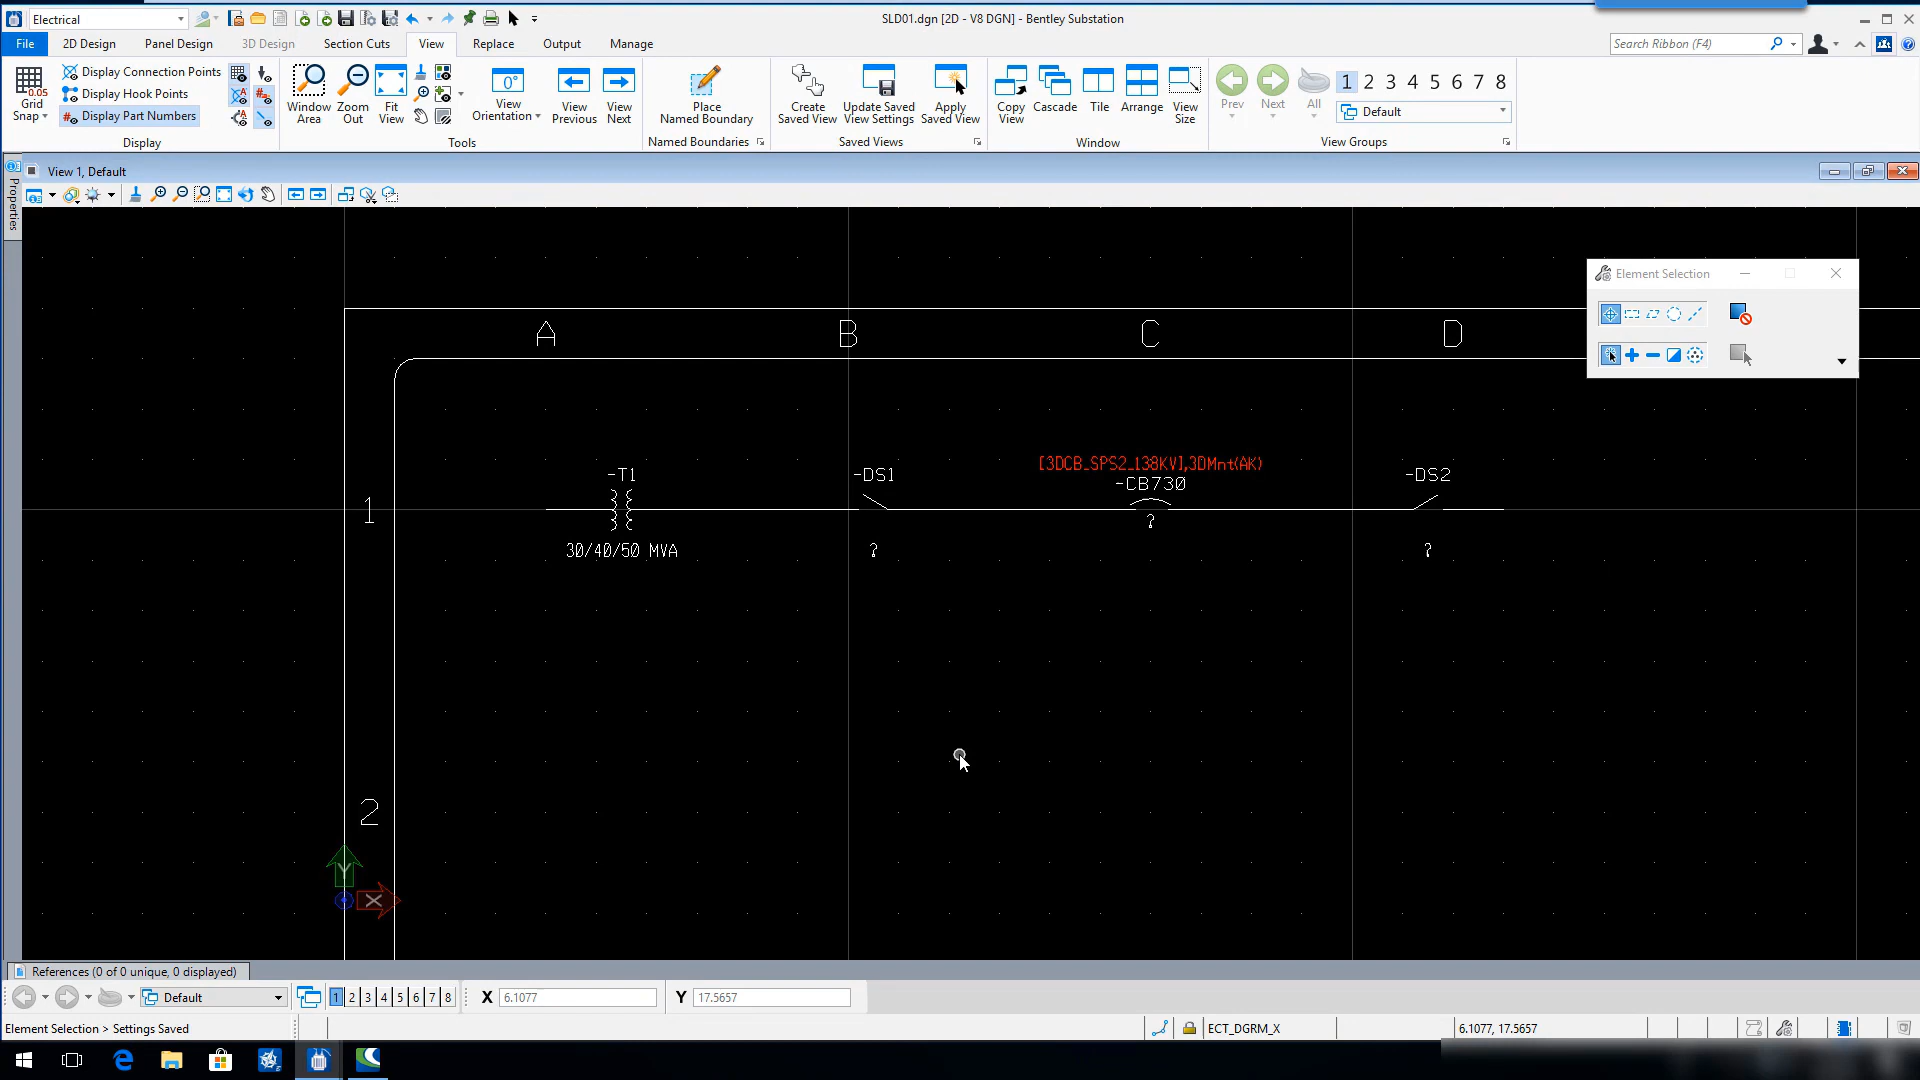 Electrical
SLD01.dgn [2D - V8 DGN] - Bentley Substation
File
2D Design
Panel Design
3D Design
Section Cuts
View
Replace
Output
Manage
Search Ribbon (F4)
0.05
Grid
Snap
Display Connection Points
Display Hook Points
Display Part Numbers
Window
Area
Zoom
Out
Fit
View
0°
View
Orientation
View
Previous
View
Next
Place
Named Boundary
Create
Saved View
Update Saved
View Settings
Apply
Saved View
Copy
View
Cascade
Tile
Arrange
View
Size
Prev
Next
All
1 2 3 4 5 6 7 8
Default
Display
Tools
Named Boundaries
Saved Views
Window
View Groups
Properties
View 1, Default
Element Selection
A
B
C
D
1
2
-T1
30/40/50 MVA
-DS1
?
[3DCB_SPS2_138KV],3DMnt(AK)
-CB730
?
-DS2
?
Y
X
References (0 of 0 unique, 0 displayed)
Default
1 2 3 4 5 6 7 8
X 6.1077
Y 17.5657
Element Selection > Settings Saved
ECT_DGRM_X
6.1077, 17.5657